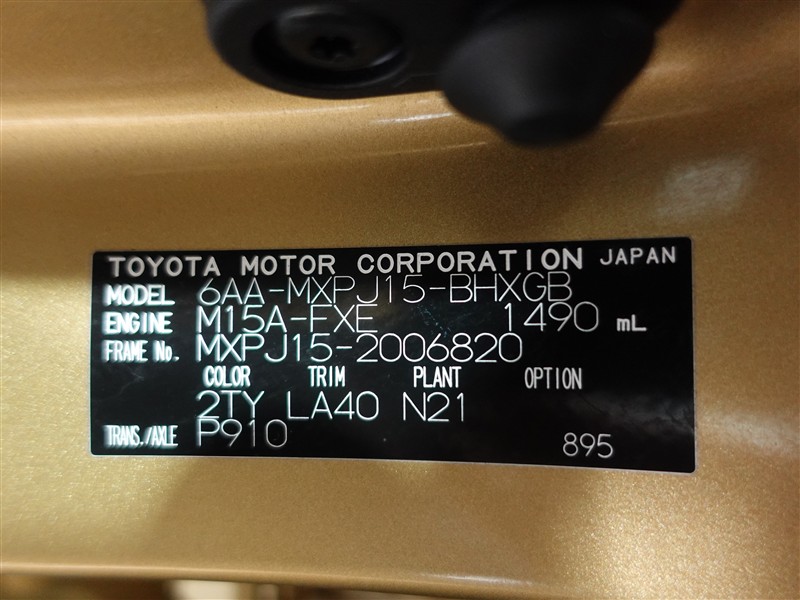 TOYOTA MOTOR CORPORATION JAPAN
MODEL 6AA-MXPJ15-BHXGB
ENGINE M15A-FXE 1490 mL
FRAME No. MXPJ15-2006820
COLOR TRIM PLANT OPTION
2TY LA40 N21
TRANS./AXLE P910
895